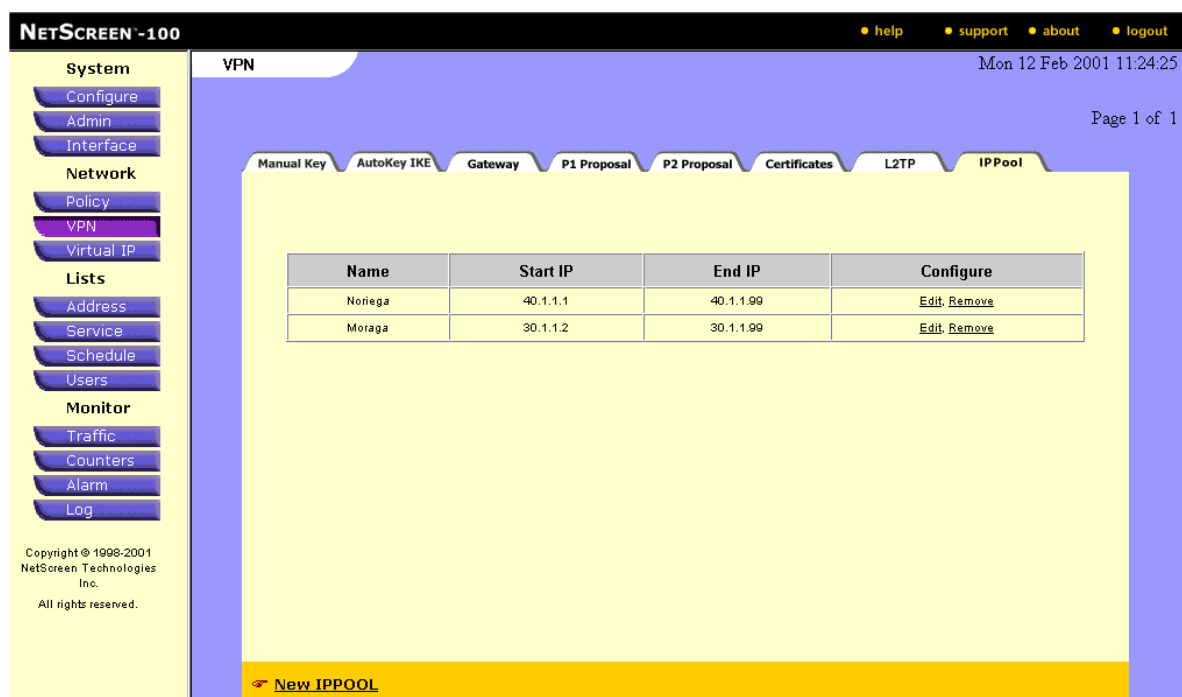 NETSCREEN™-100
help support about logout
System
Configure
Admin
Interface
Network
Policy
VPN
Virtual IP
Lists
Address
Service
Schedule
Users
Monitor
Traffic
Counters
Alarm
Log
Copyright © 1998-2001
NetScreen Technologies
Inc.
All rights reserved.
VPN
Mon 12 Feb 2001 11:24:25
Page 1 of 1
Manual Key AutoKey IKE Gateway P1 Proposal P2 Proposal Certificates L2TP IPPool
Name Start IP End IP Configure
Noriega 40.1.1.1 40.1.1.99 Edit, Remove
Moraga 30.1.1.2 30.1.1.99 Edit, Remove
New IPPOOL